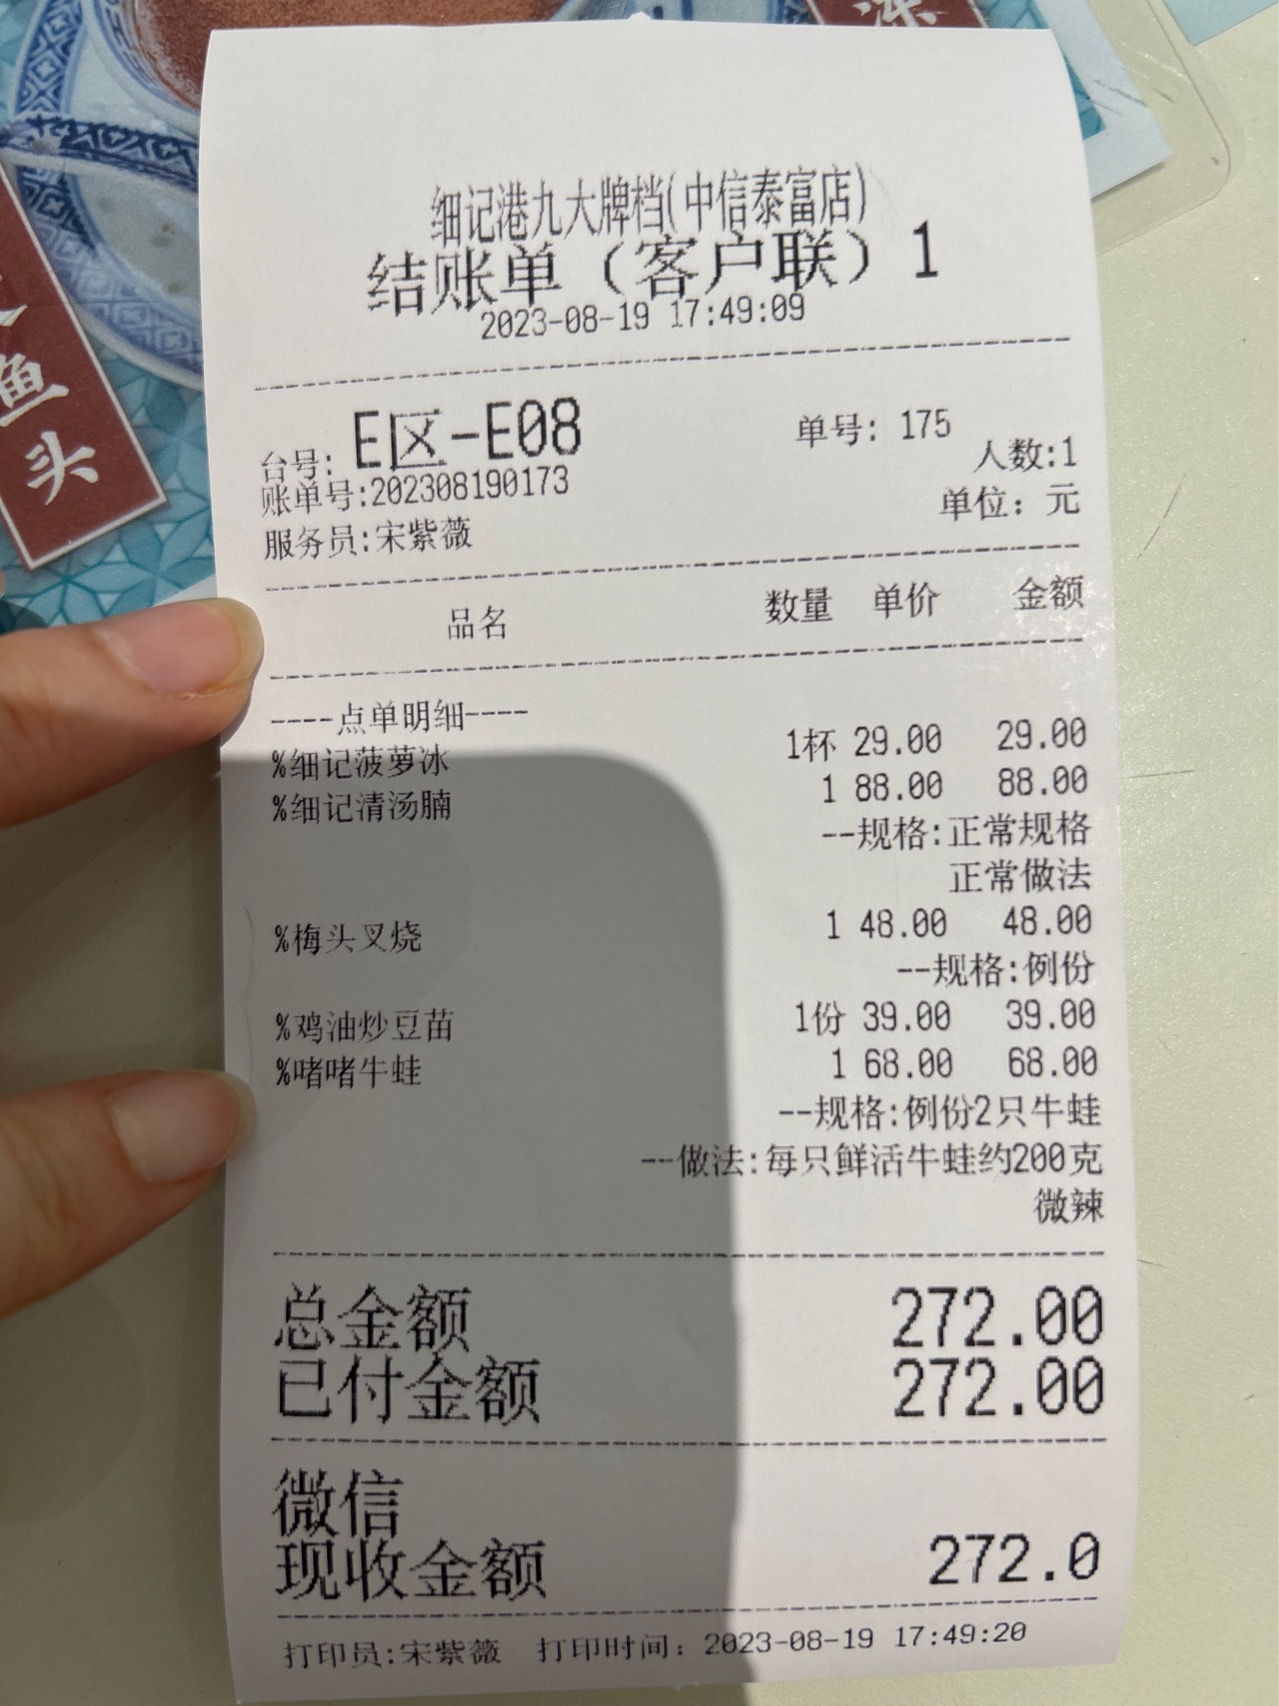 细记港九大牌档(中信泰富店)
结账单（客户联）1
2023-08-19 17:49:09
台号: E区-E08 单号: 175
账单号:202308190173 人数:1
服务员:宋紫薇 单位: 元
品名 数量 单价 金额
----点单明细----
%细记菠萝冰 1杯 29.00 29.00
%细记清汤腩 1 88.00 88.00
--规格:正常规格
正常做法
%梅头叉烧 1 48.00 48.00
--规格:例份
%鸡油炒豆苗 1份 39.00 39.00
%啫啫牛蛙 1 68.00 68.00
--规格:例份2只牛蛙
--做法:每只鲜活牛蛙约200克
微辣
总金额 272.00
已付金额 272.00
微信
现收金额 272.0
打印员:宋紫薇 打印时间: 2023-08-19 17:49:20
鱼头